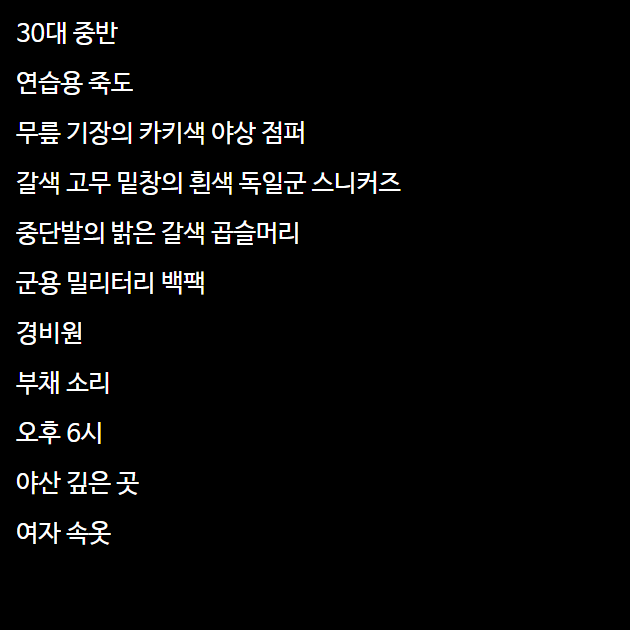 30대 중반
연습용 죽도
무릎 기장의 카키색 야상 점퍼
갈색 고무 밑창의 흰색 독일군 스니커즈
중단발의 밝은 갈색 곱슬머리
군용 밀리터리 백팩
경비원
부채 소리
오후 6시
야산 깊은 곳
여자 속옷